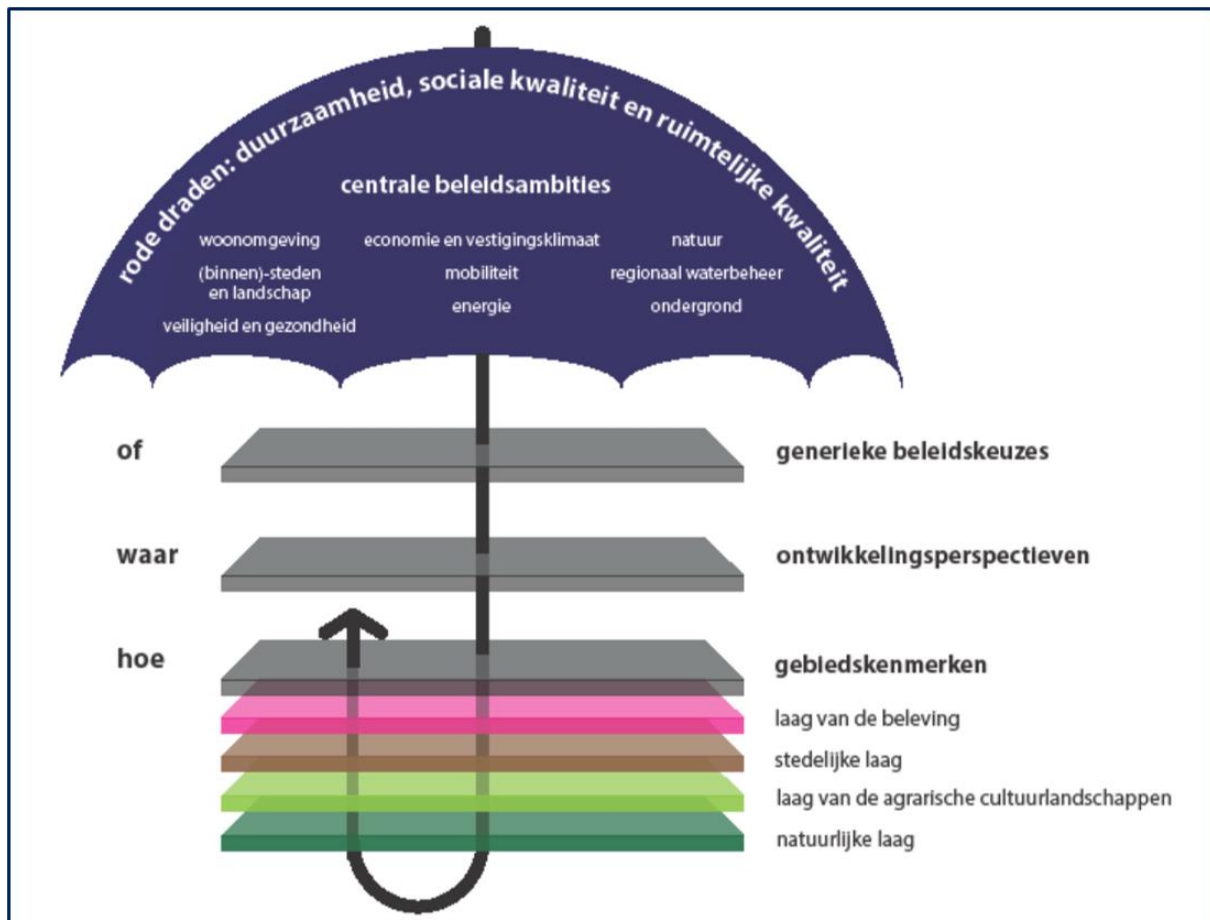 rode draden: duurzaamheid, sociale kwaliteit en ruimtelijke kwaliteit
centrale beleidsambities
woonomgeving
(binnen)-steden
en landschap
veiligheid en gezondheid
economie en vestigingsklimaat
mobiliteit
energie
natuur
regionaal waterbeheer
ondergrond
of
generieke beleidskeuzes
waar
ontwikkelingsperspectieven
hoe
gebiedskenmerken
laag van de beleving
stedelijke laag
laag van de agrarische cultuurlandschappen
natuurlijke laag